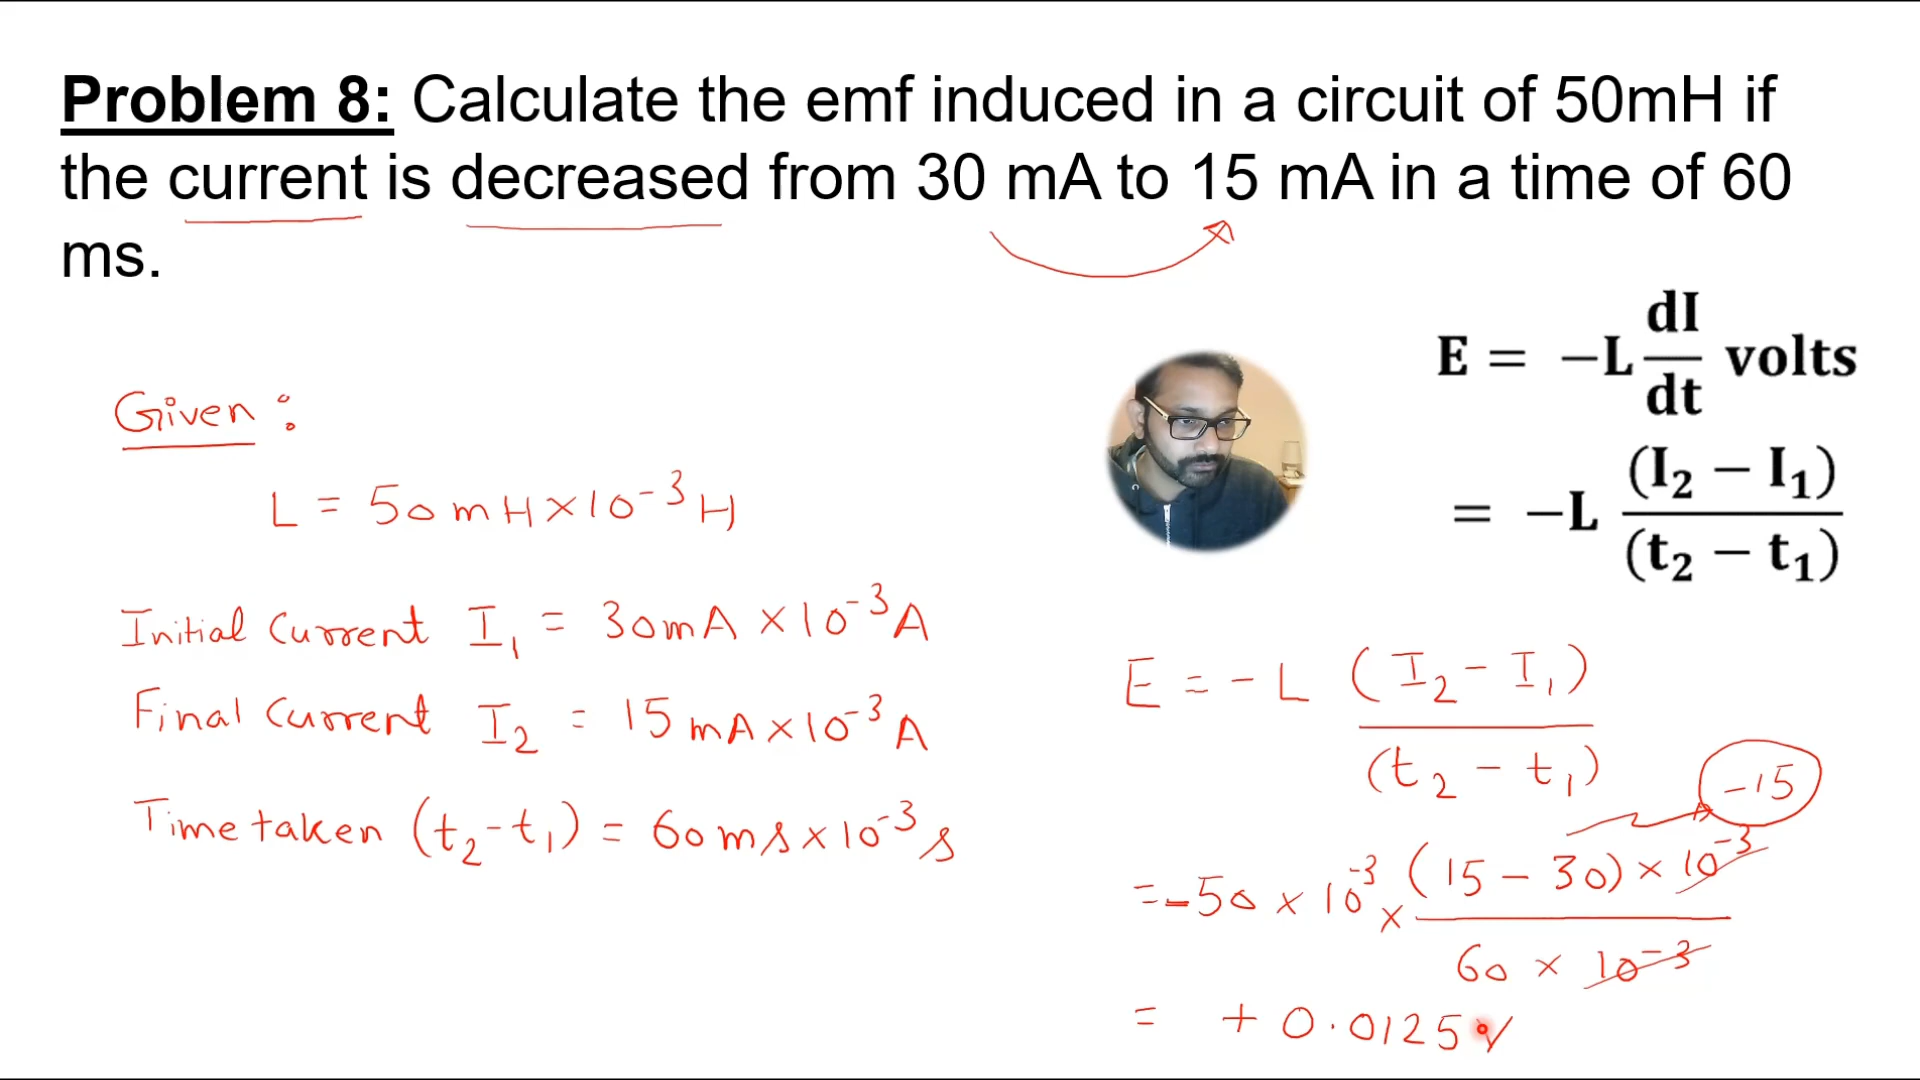 Problem 8: Calculate the emf induced in a circuit of 50mH if
the current is decreased from 30 mA to 15 mA in a time of 60
ms.
Given :
L = 50 mH×10⁻³ H
Initial Current I₁ = 30mA ×10⁻³A
Final Current I₂ = 15 mA×10⁻³ A
Time taken (t₂-t₁) = 60 ms×10⁻³ s
E = −L dI/dt volts
= −L (I₂ − I₁)/(t₂ − t₁)
E = - L (I₂ - I₁)/(t₂ - t₁)
-15
= -50 × 10⁻³ × (15 - 30) × 10⁻³/60 × 10⁻³
= + 0.0125 V